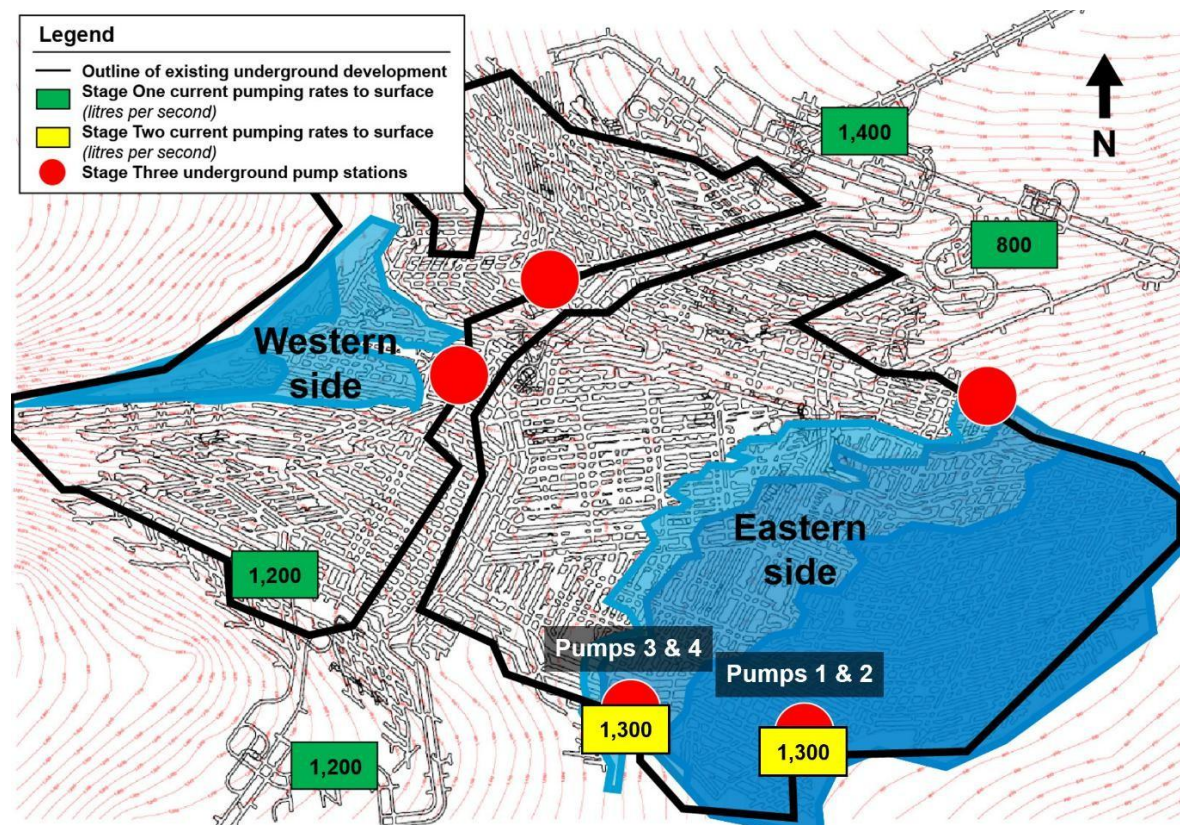 Legend
Outline of existing underground development
Stage One current pumping rates to surface
(litres per second)
Stage Two current pumping rates to surface
(litres per second)
Stage Three underground pump stations
1,400
N
800
Western
side
Eastern
side
1,200
Pumps 3 & 4
Pumps 1 & 2
1,300
1,300
1,200